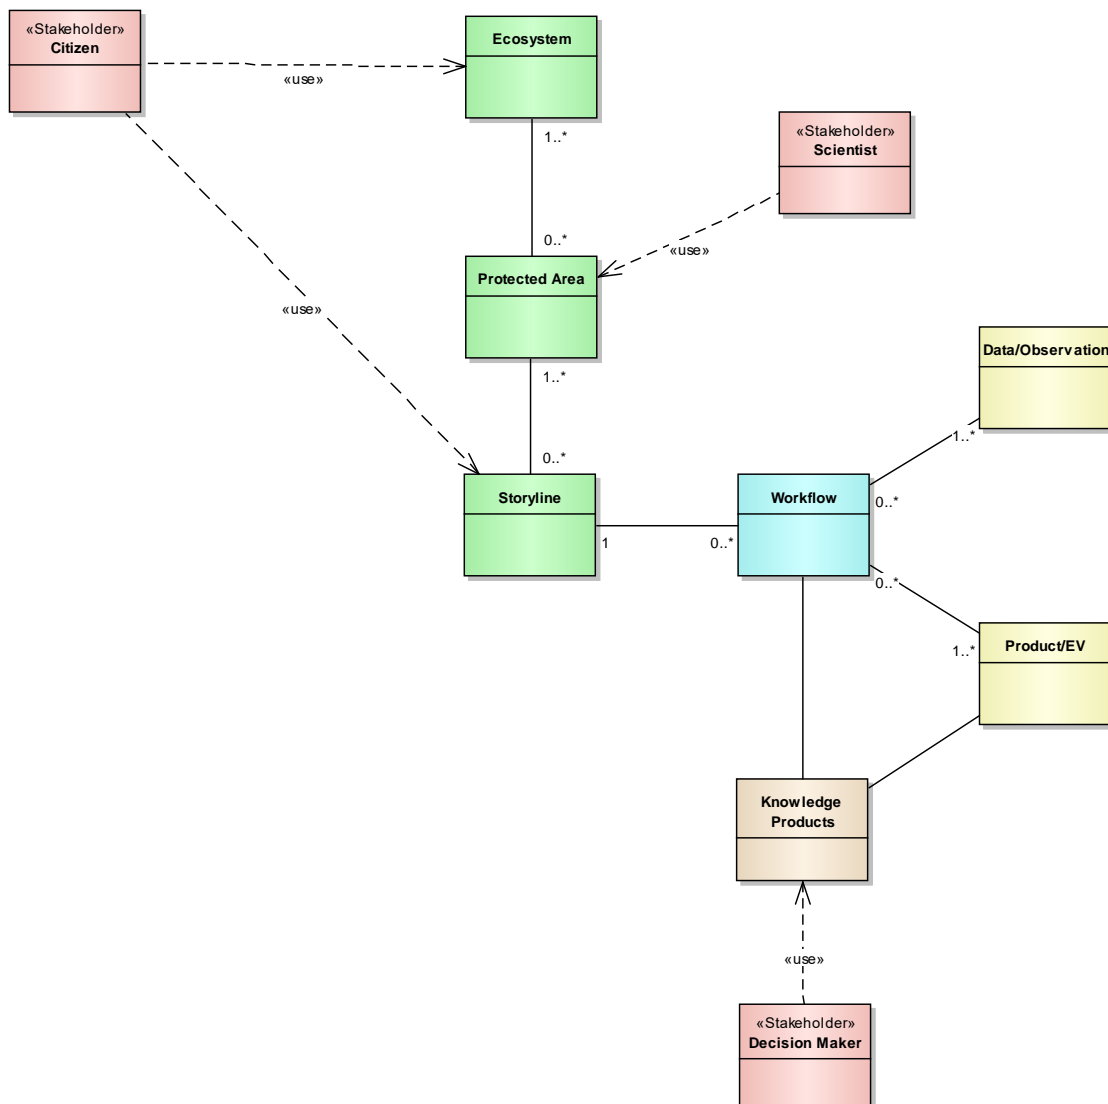 «Stakeholder»
Citizen
Ecosystem
«use»
«Stakeholder»
Scientist
1..*
0..*
«use»
Protected Area
«use»
Data/Observation
1..*
0..*
1..*
0..*
Storyline
Workflow
1
0..*
0..*
Product/EV
1..*
Knowledge
Products
«use»
«Stakeholder»
Decision Maker